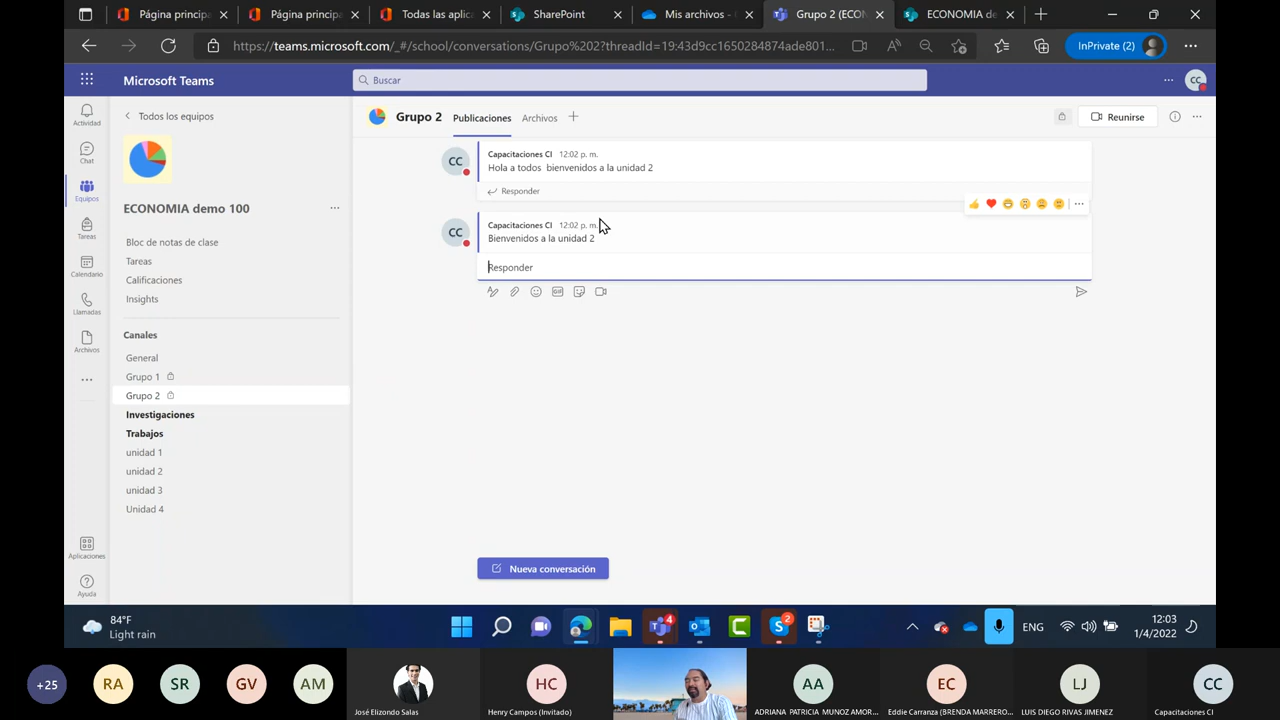 Página principa
Página principa
Todas las aplica
SharePoint
Mis archivos -
Grupo 2 (ECON
ECONOMIA de
https://teams.microsoft.com/_#/school/conversations/Grupo%202?threadId=19:43d9cc1650284874ade801...
InPrivate (2)
Microsoft Teams
Buscar
CC
Actividad
Chat
Equipos
Tareas
Calendario
Llamadas
Archivos
Aplicaciones
Ayuda
Todos los equipos
ECONOMIA demo 100
Bloc de notas de clase
Tareas
Calificaciones
Insights
Canales
General
Grupo 1
Grupo 2
Investigaciones
Trabajos
unidad 1
unidad 2
unidad 3
Unidad 4
Grupo 2
Publicaciones
Archivos
Reunirse
CC
Capacitaciones CI 12:02 p. m.
Hola a todos bienvenidos a la unidad 2
Responder
CC
Capacitaciones CI 12:02 p. m.
Bienvenidos a la unidad 2
Responder
GIF
Nueva conversación
84°F
Light rain
4
2
ENG
12:03
1/4/2022
+25
RA
SR
GV
AM
José Elizondo Salas
HC
Henry Campos (Invitado)
AA
ADRIANA PATRICIA MUNOZ AMOR...
EC
Eddie Carranza (BRENDA MARRERO...
LJ
LUIS DIEGO RIVAS JIMENEZ
CC
Capacitaciones CI